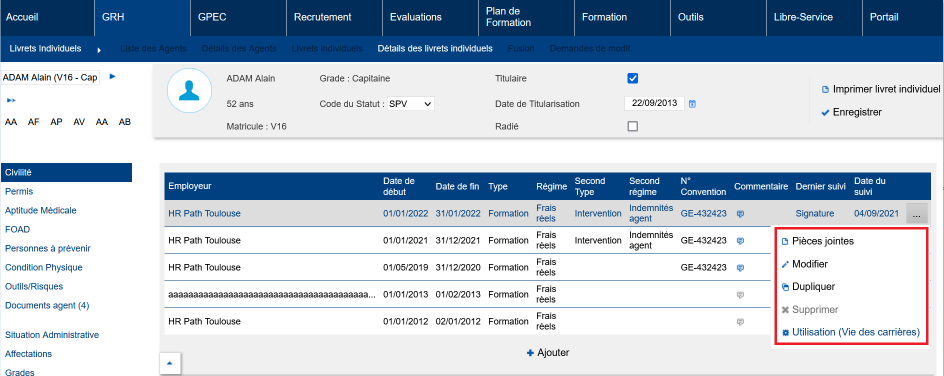 Accueil
GRH
GPEC
Recrutement
Evaluations
Plan de
Formation
Formation
Outils
Libre-Service
Portail
Livrets Individuels
Liste des Agents
Détails des Agents
Livrets Individuels
Détails des livrets individuels
Fusion
Demandes de modif.
ADAM Alain (V16 - Cap
AA AF AP AV AA AB
ADAM Alain
Grade : Capitaine
Titulaire
52 ans
Code du Statut : SPV
Date de Titularisation
22/09/2013
Matricule : V16
Radié
Imprimer livret individuel
Enregistrer
Civilité
Permis
Aptitude Médicale
FOAD
Personnes à prévenir
Condition Physique
Outils/Risques
Documents agent (4)
Situation Administrative
Affectations
Grades
Employeur
Date de
début
Date de fin
Type
Régime
Second
Type
Second
régime
N°
Convention
Commentaire
Dernier suivi
Date du
suivi
HR Path Toulouse 01/01/2022 31/01/2022 Formation Frais
réels
Intervention Indemnités
agent
GE-432423 Signature 04/09/2021 ...
HR Path Toulouse 01/01/2021 31/12/2021 Formation Frais
réels
Intervention Indemnités
agent
GE-432423
HR Path Toulouse 01/05/2019 31/12/2020 Formation Frais
réels
GE-432423
aaaaaaaaaaaaaaaaaaaaaaaaaaaaaaaaaaaaaaaa... 01/01/2013 01/02/2013 Formation Frais
réels
HR Path Toulouse 01/01/2012 02/01/2012 Formation Frais
réels
Pièces jointes
Modifier
Dupliquer
Supprimer
Utilisation (Vie des carrières)
Ajouter